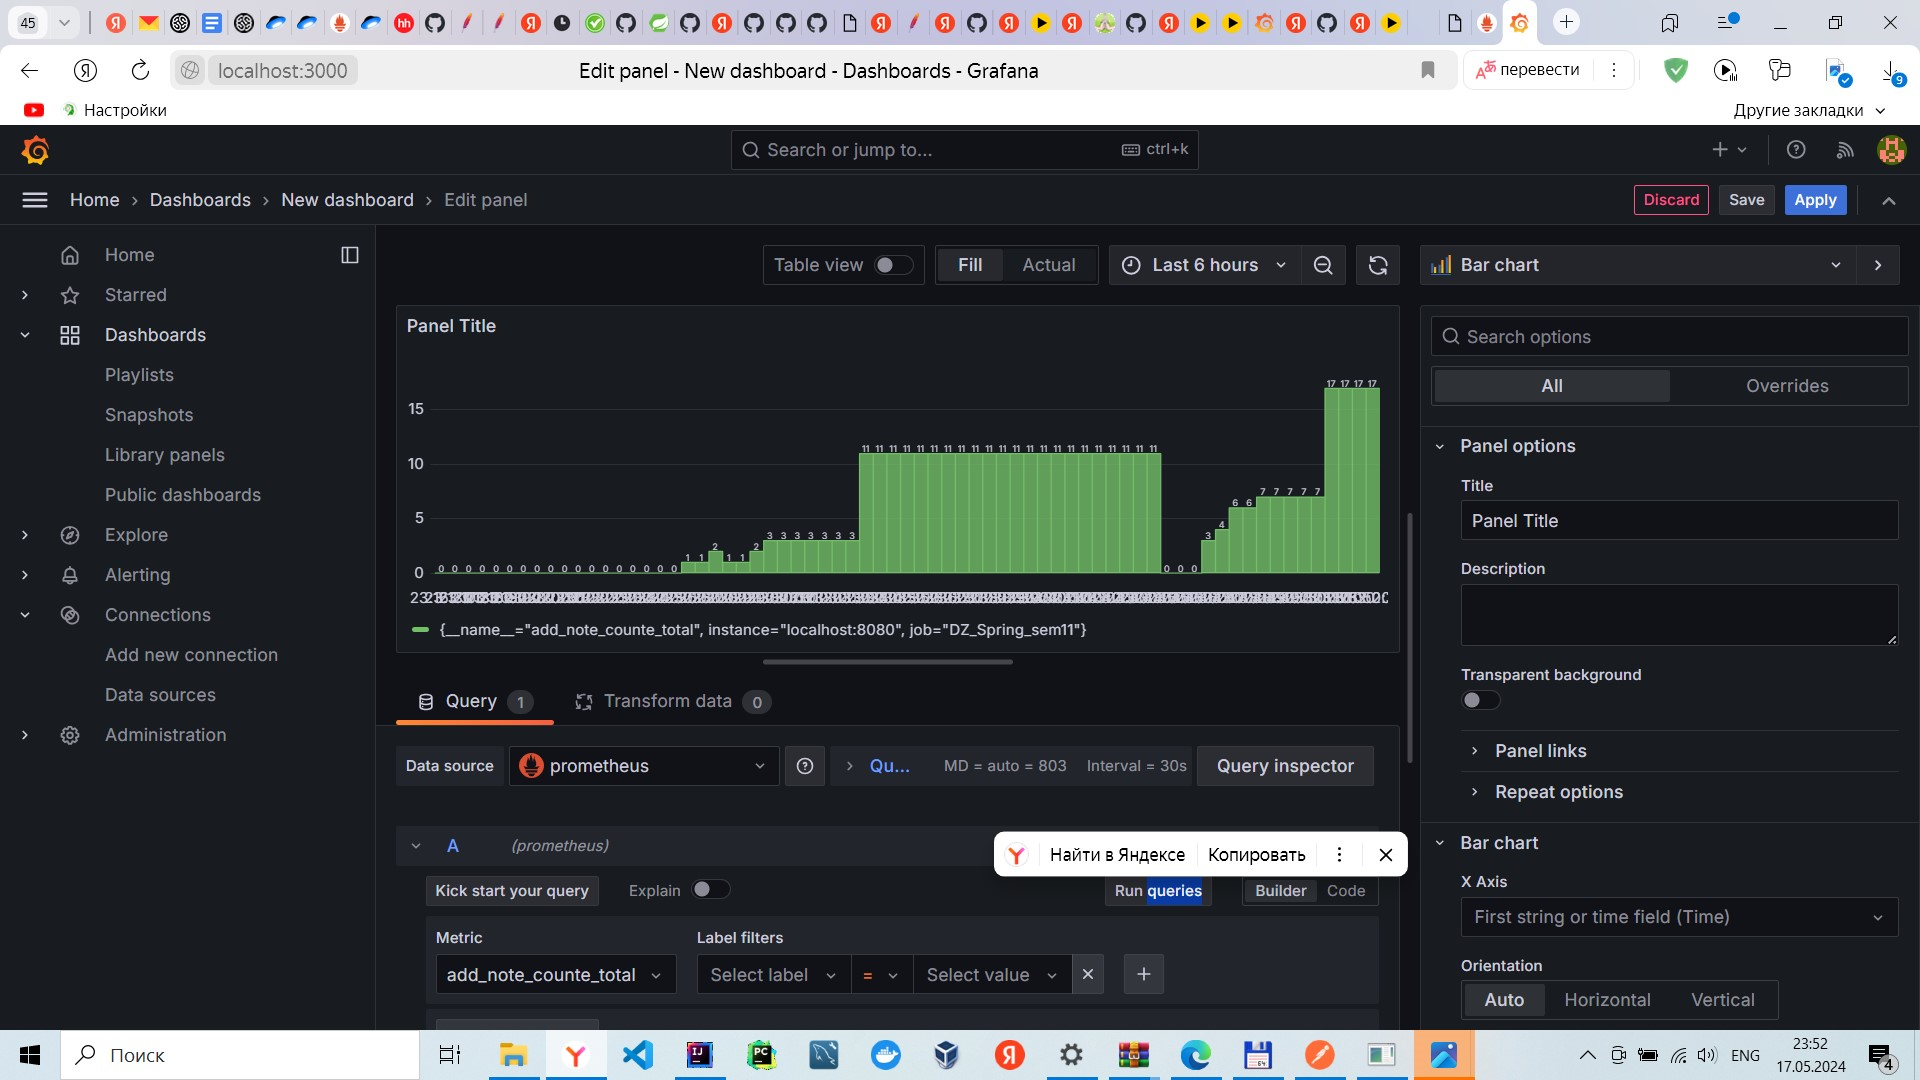 45
localhost:3000
Edit panel - New dashboard - Dashboards - Grafana
перевести
9
Настройки
Другие закладки
Search or jump to...
ctrl+k
Home > Dashboards > New dashboard > Edit panel
Discard
Save
Apply
Home
Starred
Dashboards
Playlists
Snapshots
Library panels
Public dashboards
Explore
Alerting
Connections
Add new connection
Data sources
Administration
Table view
Fill
Actual
Last 6 hours
Bar chart
Panel Title
15
10
5
0
0 0 0 0 0 0 0 0 0 0 0 0 0 0 0 0 0 0 1 1 2 1 1 2 3 3 3 3 3 3 3 11 11 11 11 11 11 11 11 11 11 11 11 11 11 11 11 11 11 11 11 11 11 0 0 0 3 4 6 6 7 7 7 7 7 17 17 17 17
{__name__="add_note_counte_total", instance="localhost:8080", job="DZ_Spring_sem11"}
Search options
All
Overrides
Panel options
Title
Panel Title
Description
Transparent background
Panel links
Repeat options
Bar chart
X Axis
First string or time field (Time)
Orientation
Auto
Horizontal
Vertical
Query 1
Transform data 0
Data source
prometheus
Qu...
MD = auto = 803
Interval = 30s
Query inspector
A
(prometheus)
Найти в Яндексе
Копировать
Kick start your query
Explain
Run queries
Builder
Code
Metric
Label filters
add_note_counte_total
Select label
=
Select value
Поиск
ENG
23:52
17.05.2024
4